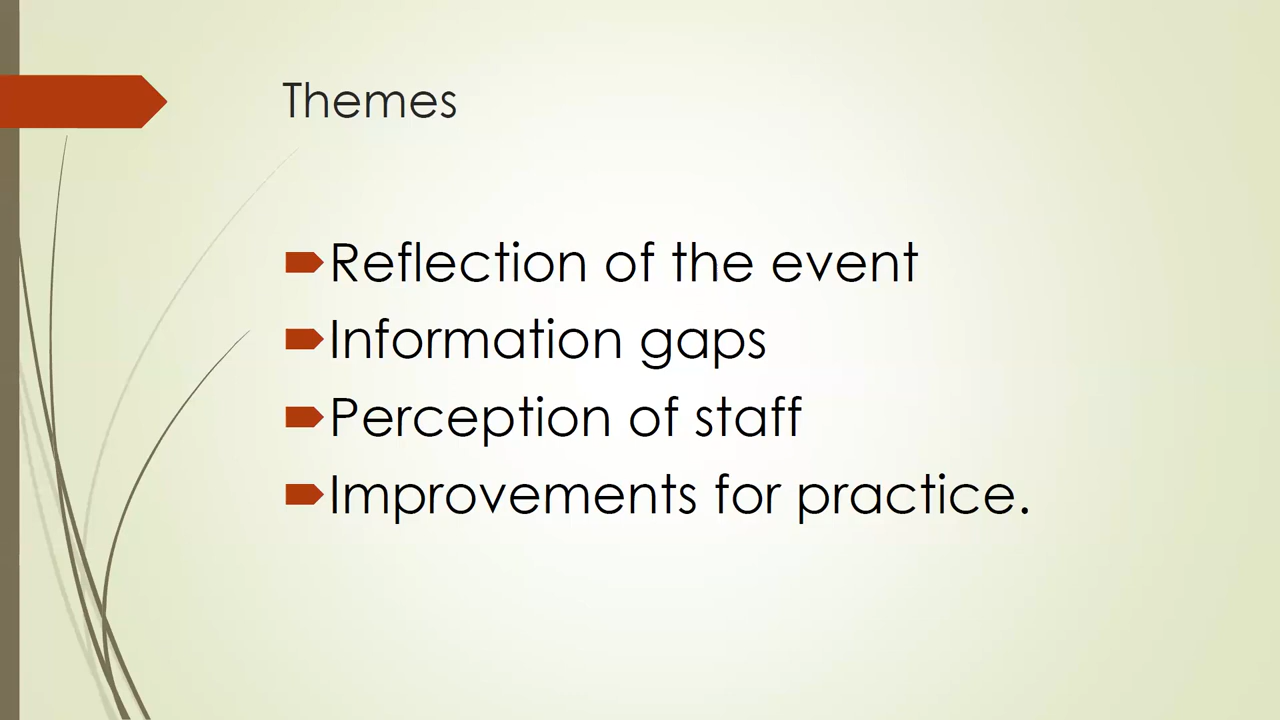 Themes
Reflection of the event
Information gaps
Perception of staff
Improvements for practice.